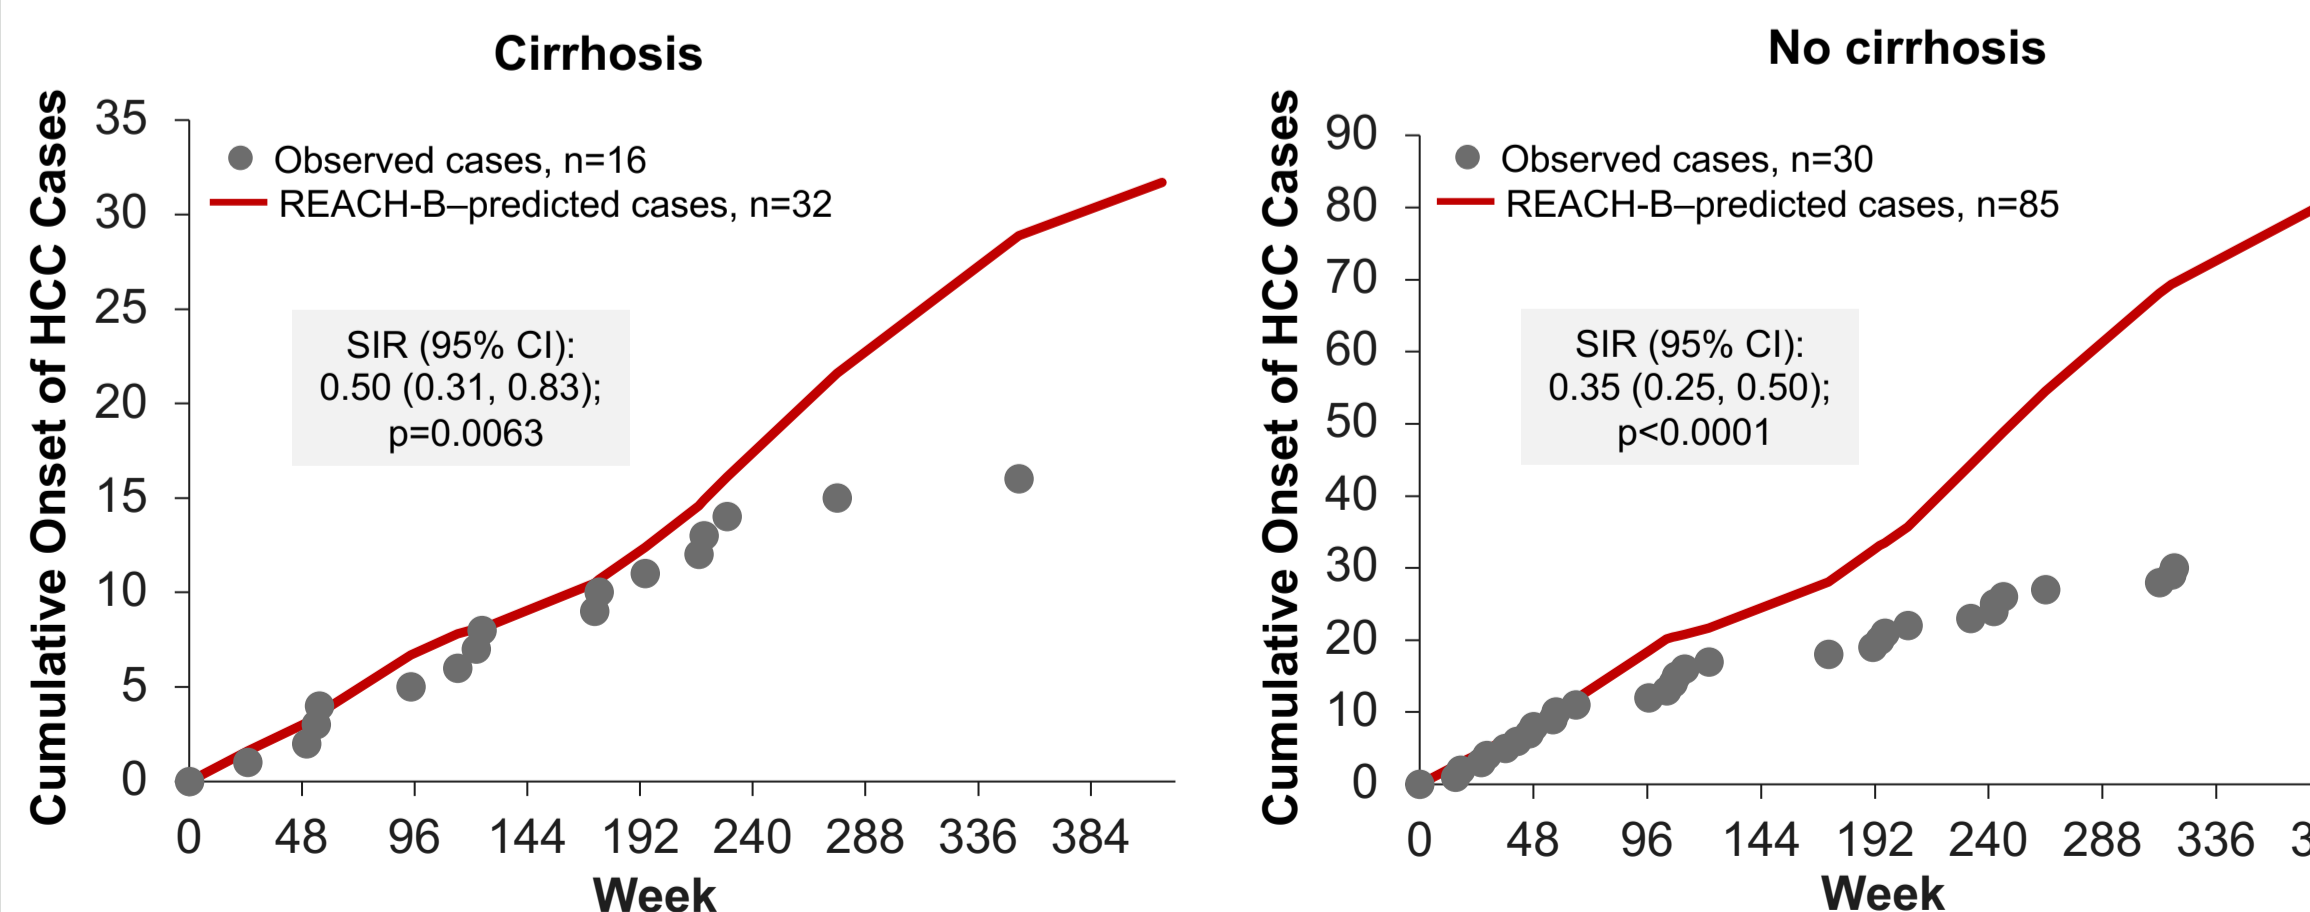 Cirrhosis
Cumulative Onset of HCC Cases
35
30
25
20
15
10
5
0
Observed cases, n=16
REACH-B–predicted cases, n=32
SIR (95% CI):
0.50 (0.31, 0.83);
p=0.0063
0 48 96 144 192 240 288 336 384
Week
No cirrhosis
Cumulative Onset of HCC Cases
90
80
70
60
50
40
30
20
10
0
Observed cases, n=30
REACH-B–predicted cases, n=85
SIR (95% CI):
0.35 (0.25, 0.50);
p<0.0001
0 48 96 144 192 240 288 336
Week